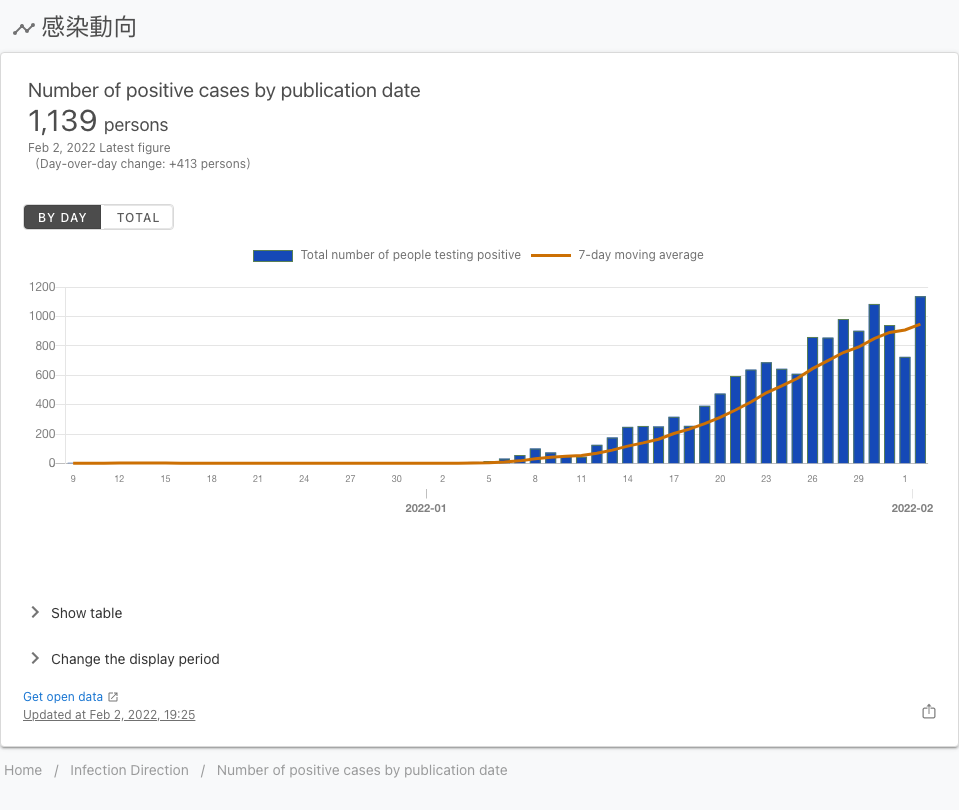 感染動向
Number of positive cases by publication date
1,139 persons
Feb 2, 2022 Latest figure
(Day-over-day change: +413 persons)
BY DAY TOTAL
Total number of people testing positive 7-day moving average
1200
1000
800
600
400
200
0
9 12 15 18 21 24 27 30 2 5 8 11 14 17 20 23 26 29 1
2022-01 2022-02
Show table
Change the display period
Get open data
Updated at Feb 2, 2022, 19:25
Home / Infection Direction / Number of positive cases by publication date